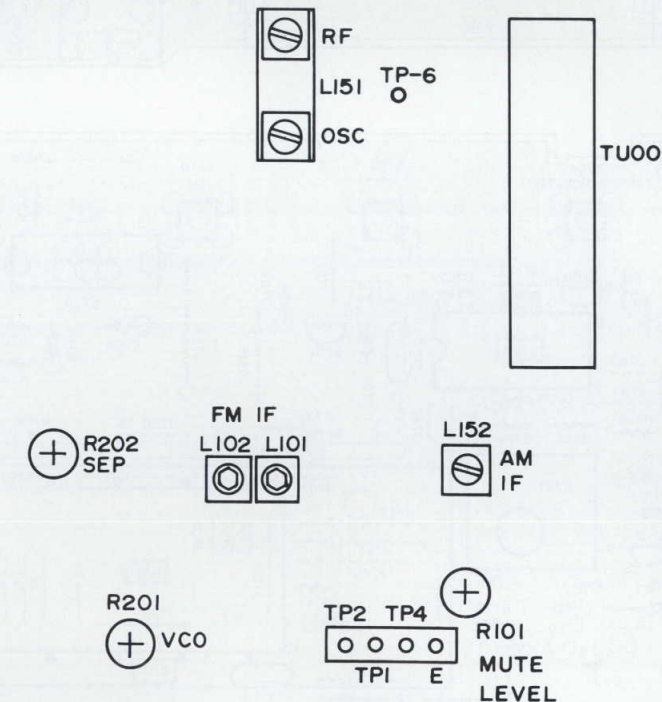 RF
L151
TP-6
OSC
TU00
FM IF
L102 L101
R202
SEP
L152
AM
IF
R201
VCO
TP2 TP4
TP1 E
R101
MUTE
LEVEL